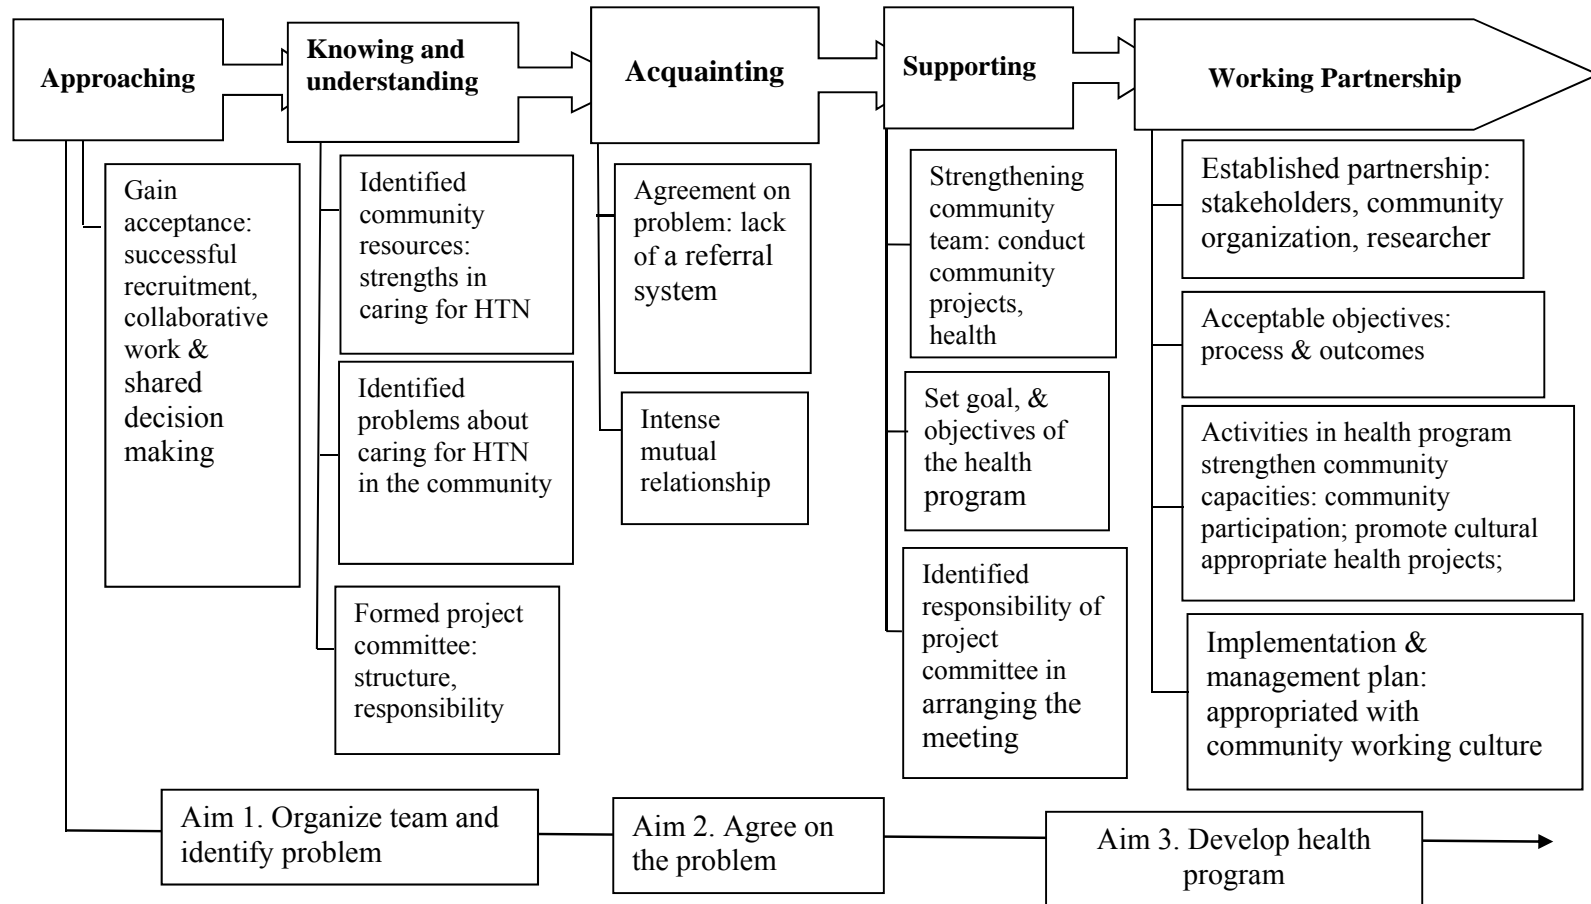 Approaching
Knowing and
understanding
Acquainting
Supporting
Working Partnership
Gain
acceptance:
successful
recruitment,
collaborative
work &
shared
decision
making
Identified
community
resources:
strengths in
caring for HTN
Identified
problems about
caring for HTN
in the community
Formed project
committee:
structure,
responsibility
Agreement on
problem: lack
of a referral
system
Intense
mutual
relationship
Strengthening
community
team: conduct
community
projects,
health
Set goal, &
objectives of
the health
program
Identified
responsibility of
project
committee in
arranging the
meeting
Established partnership:
stakeholders, community
organization, researcher
Acceptable objectives:
process & outcomes
Activities in health program
strengthen community
capacities: community
participation; promote cultural
appropriate health projects;
Implementation &
management plan:
appropriated with
community working culture
Aim 1. Organize team and
identify problem
Aim 2. Agree on
the problem
Aim 3. Develop health
program